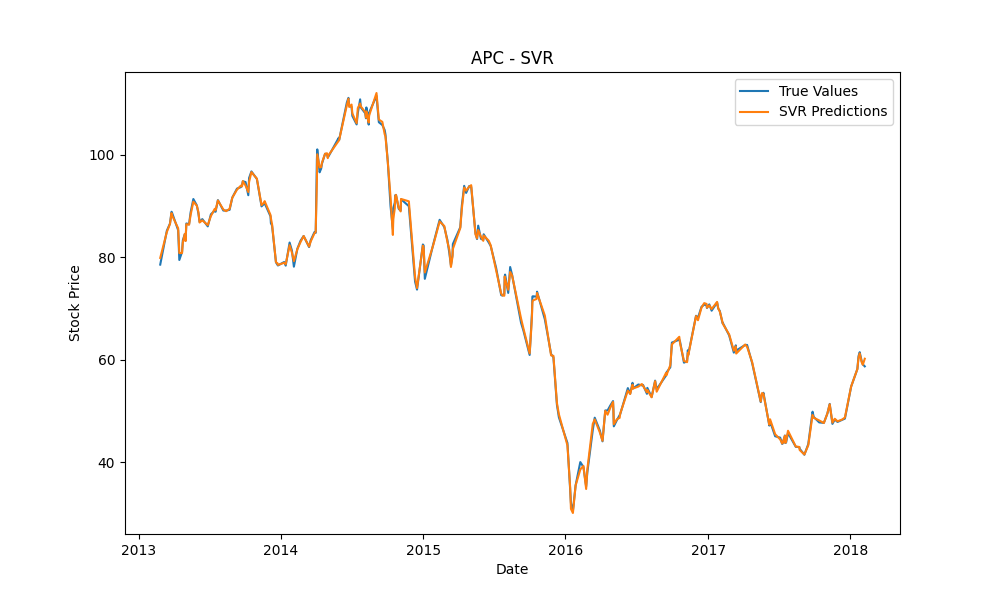 APC - SVR
True Values
SVR Predictions
Stock Price
100
80
60
40
2013 2014 2015 2016 2017 2018
Date